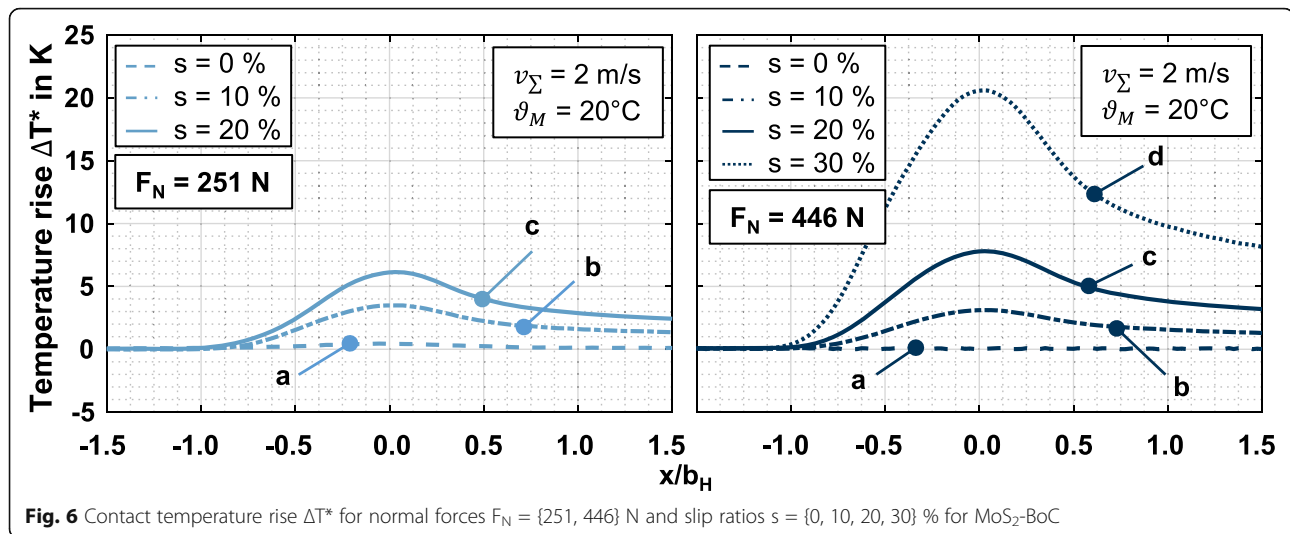 Temperature rise ΔT* in K
25
20
15
10
5
0
-5
s = 0 %
s = 10 %
s = 20 %
F_N = 251 N
v_Σ = 2 m/s
ϑ_M = 20°C
a
b
c
-1.5 -1.0 -0.5 0.0 0.5 1.0 1.5
s = 0 %
s = 10 %
s = 20 %
s = 30 %
F_N = 446 N
v_Σ = 2 m/s
ϑ_M = 20°C
a
b
c
d
-1.0 -0.5 0.0 0.5 1.0 1.5
x/b_H
Fig. 6 Contact temperature rise ΔT* for normal forces F_N = {251, 446} N and slip ratios s = {0, 10, 20, 30} % for MoS₂-BoC